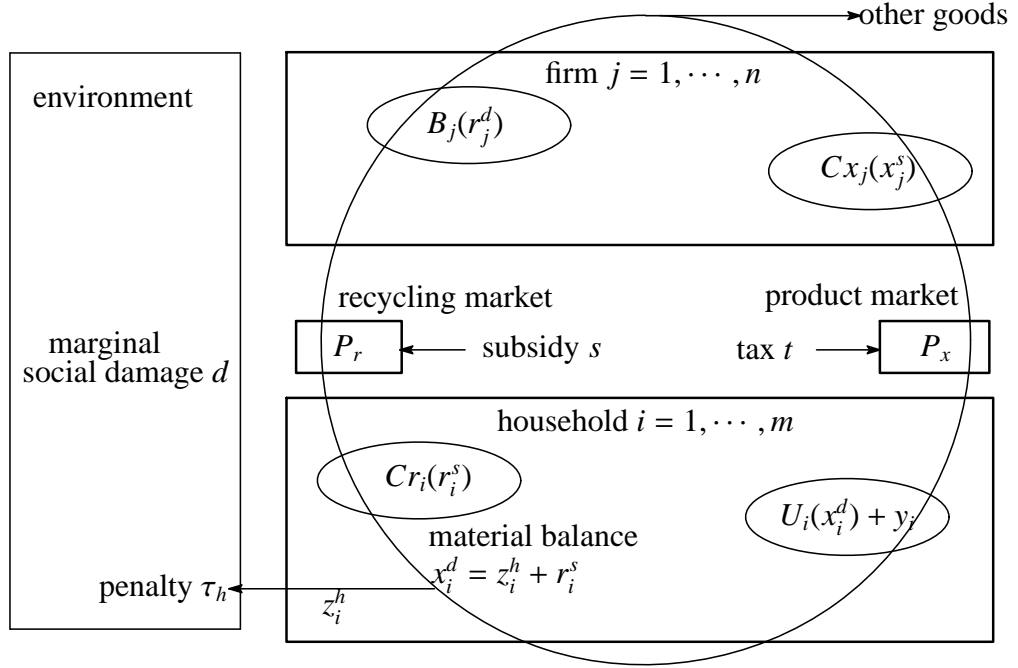 other goods
firm j = 1, ⋯ , n
environment
B_j(r_j^d)
Cx_j(x_j^s)
recycling market
product market
marginal
social damage d
P_r
subsidy s
tax t
P_x
household i = 1, ⋯ , m
Cr_i(r_i^s)
U_i(x_i^d) + y_i
material balance
x_i^d = z_i^h + r_i^s
penalty τ_h
z_i^h